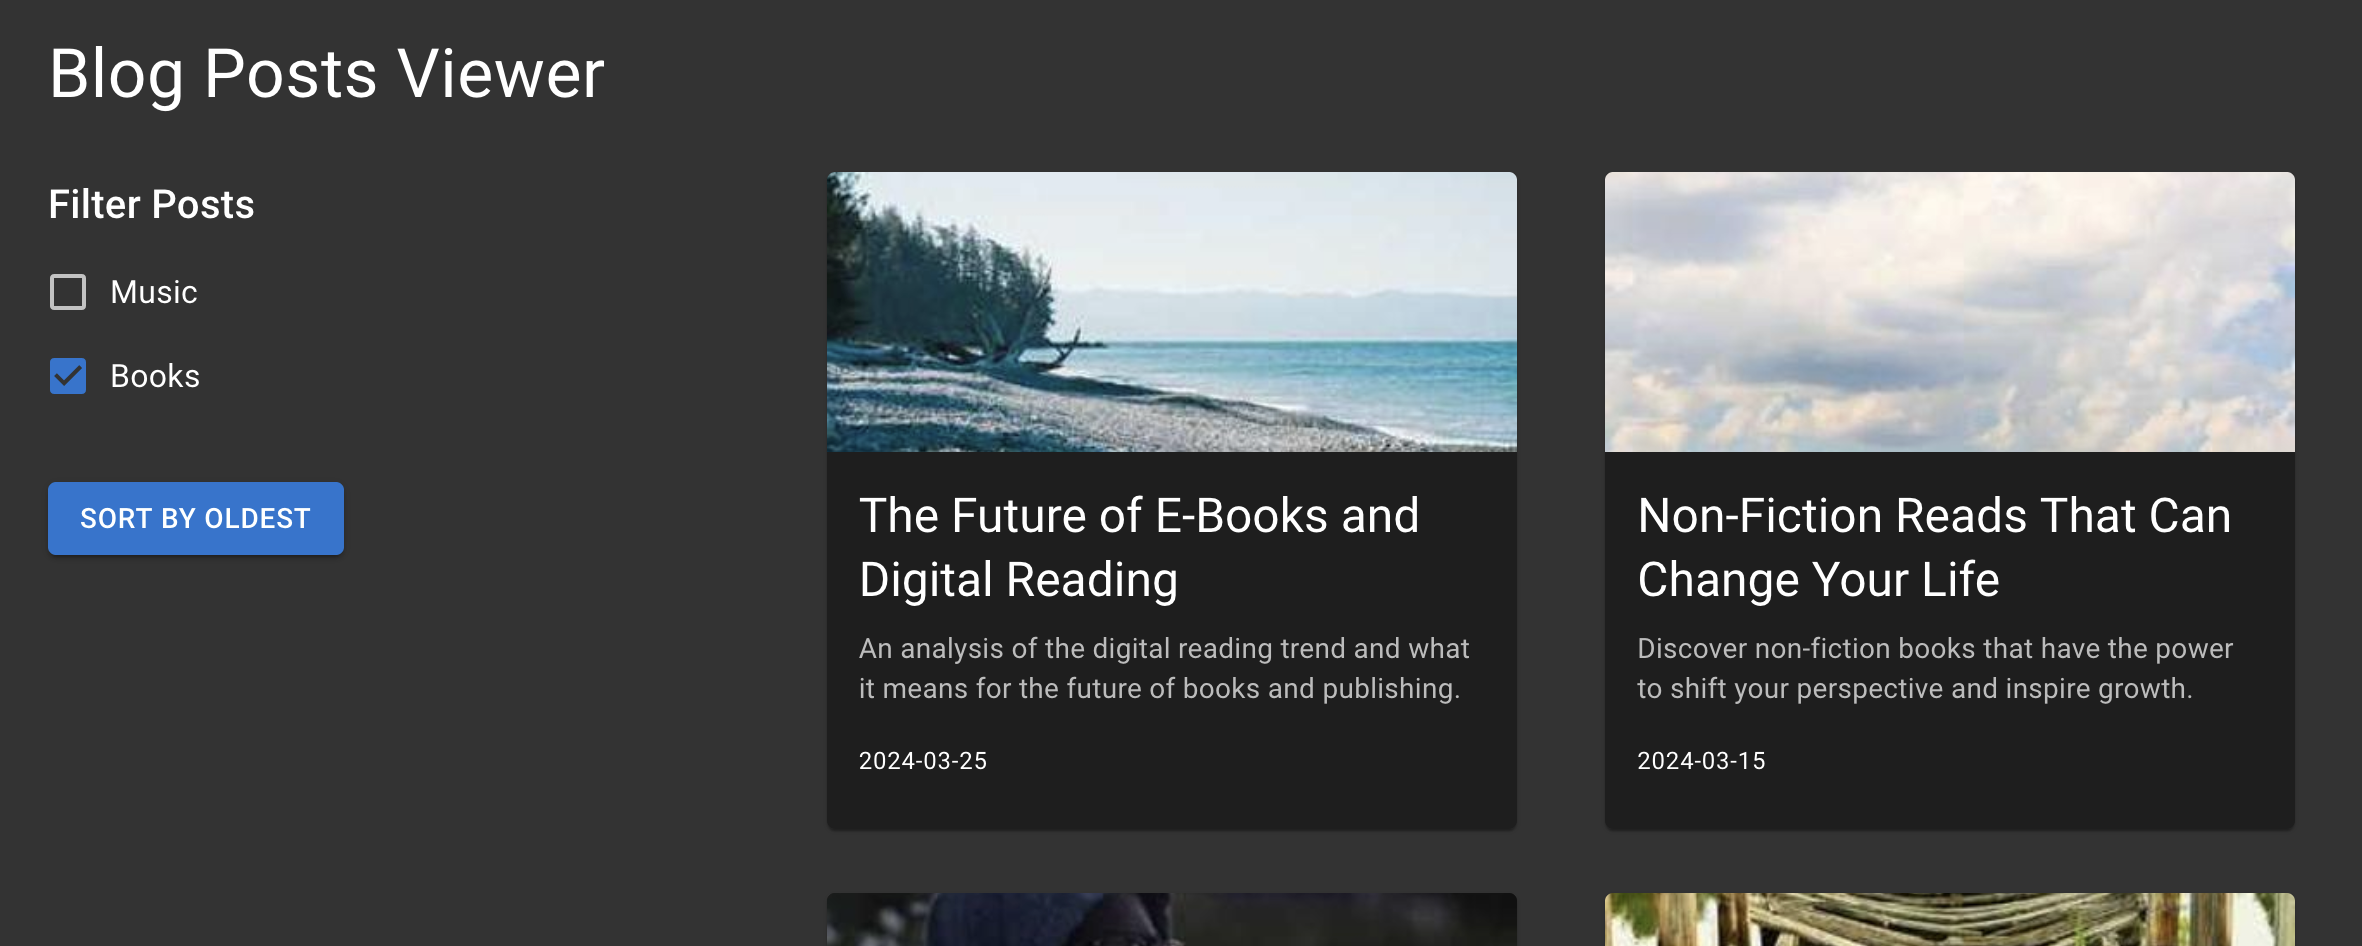 Blog Posts Viewer
Filter Posts
Music
Books
SORT BY OLDEST
The Future of E-Books and
Digital Reading
An analysis of the digital reading trend and what
it means for the future of books and publishing.
2024-03-25
Non-Fiction Reads That Can
Change Your Life
Discover non-fiction books that have the power
to shift your perspective and inspire growth.
2024-03-15